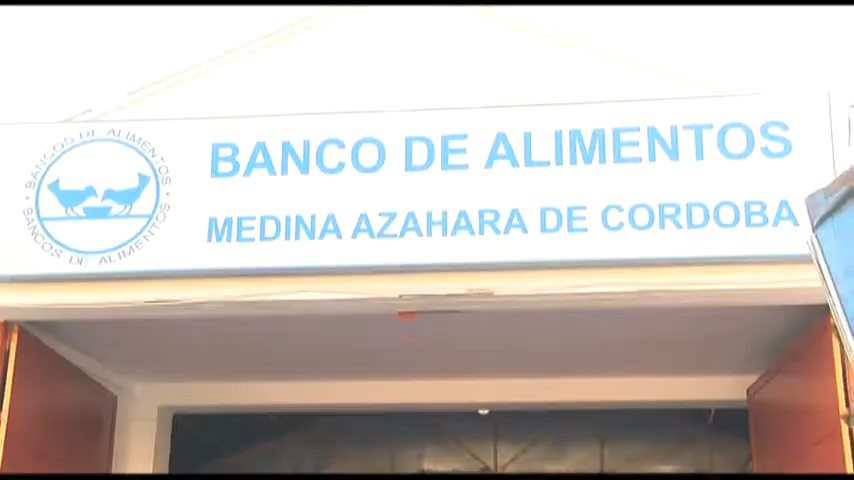 BANCOS DE ALIMENTOS
BANCOS DE ALIMENTOS
BANCO DE ALIMENTOS
MEDINA AZAHARA DE CORDOBA